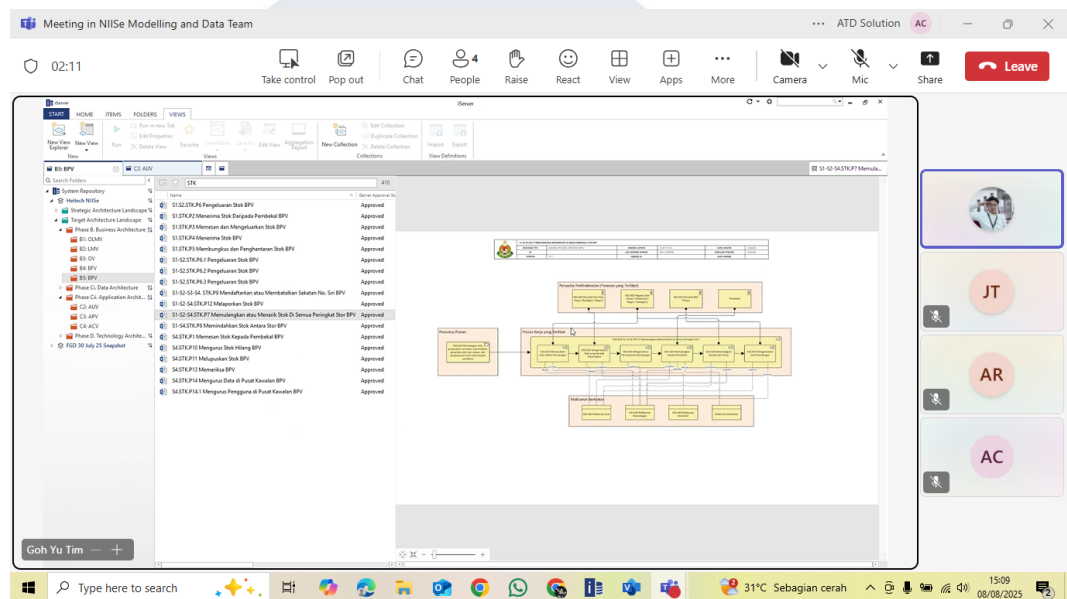 Meeting in NIISe Modelling and Data Team
ATD Solution
AC
02:11
Take control
Pop out
Chat
4
People
Raise
React
View
Apps
More
Camera
Mic
Share
Leave
iServer
iServer
START HOME ITEMS FOLDERS VIEWS
New View Explorer
New View
Run
Run in new Tab
Edit Properties
Delete View
Favorite
Edit View
Aggregation Report
New Collection
Edit Collection
Duplicate Collection
Delete Collection
Import
Export
New
Views
Collections
View Definitions
B5: BPV
C2: AUV
S1-S2-S4.STK.P7 Memula...
Search Folders
STK
System Repository
Heitech NIISe
Strategic Architecture Landscape
Target Architecture Landscape
Phase B. Business Architecture
B1: OLMV
B2: LMV
B3: OV
B4: BFV
B5: BPV
Phase Ci. Data Architecture
Phase Cii. Application Archit...
C2: AUV
C3: APV
C4: ACV
Phase D. Technology Archite...
FGD 30 July 25 Snapshot
Name
S1.S2.STK.P6 Pengeluaran Stok BPV Approved
S1.STK.P2 Menerima Stok Daripada Pembekal BPV Approved
S1.STK.P3 Memesan dan Mengeluarkan Stok BPV Approved
S1.STK.P4 Menerima Stok BPV Approved
S1.STK.P5 Membungkus dan Penghantaran Stok BPV Approved
S1-S2.STK.P6.1 Pengeluaran Stok BPV Approved
S1-S2.STK.P6.2 Pengeluaran Stok BPV Approved
S1-S2.STK.P6.3 Pengeluaran Stok BPV Approved
S1-S2-S3-S4. STK.P9 Mendaftarkan atau Membatalkan Sekatan No. Siri BPV Approved
S1-S2-S4.STK.P12 Melaporkan Stok BPV Approved
S1-S2-S4.STK.P7 Memulangkan atau Menarik Stok Di Semua Peringkat Stor BPV Approved
S1-S4.STK.P8 Memindahkan Stok Antara Stor BPV Approved
S4.STK.P1 Memesan Stok Kepada Pembekal BPV Approved
S4.STK.P10 Mengurus Stok Hilang BPV Approved
S4.STK.P11 Melupuskan Stok BPV Approved
S4.STK.P13 Memeriksa BPV Approved
S4.STK.P14 Mengurus Data di Pusat Kawalan BPV Approved
S4.STK.P14.1 Mengurus Pengguna di Pusat Kawalan BPV Approved
Goh Yu Tim
JT
AR
AC
Type here to search
31°C Sebagian cerah
15:09
08/08/2025
2